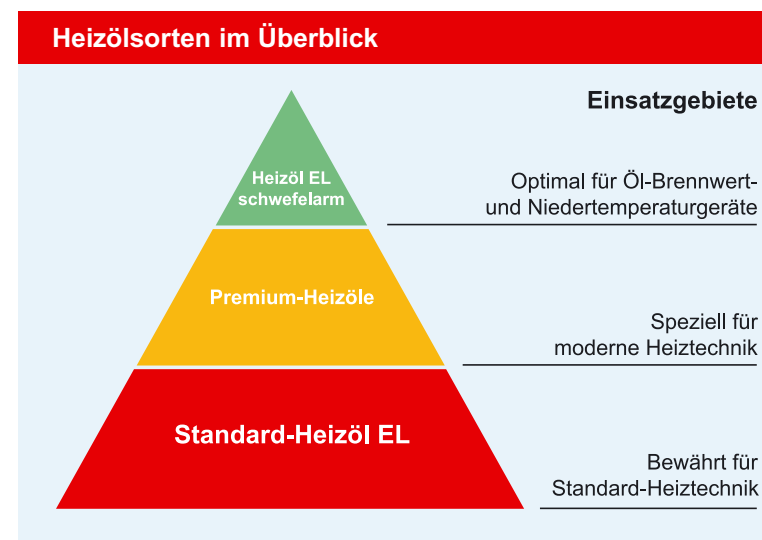 Heizölsorten im Überblick
Einsatzgebiete
Heizöl EL
schwefelarm
Optimal für Öl-Brennwert-
und Niedertemperaturgeräte
Premium-Heizöle
Speziell für
moderne Heiztechnik
Standard-Heizöl EL
Bewährt für
Standard-Heiztechnik